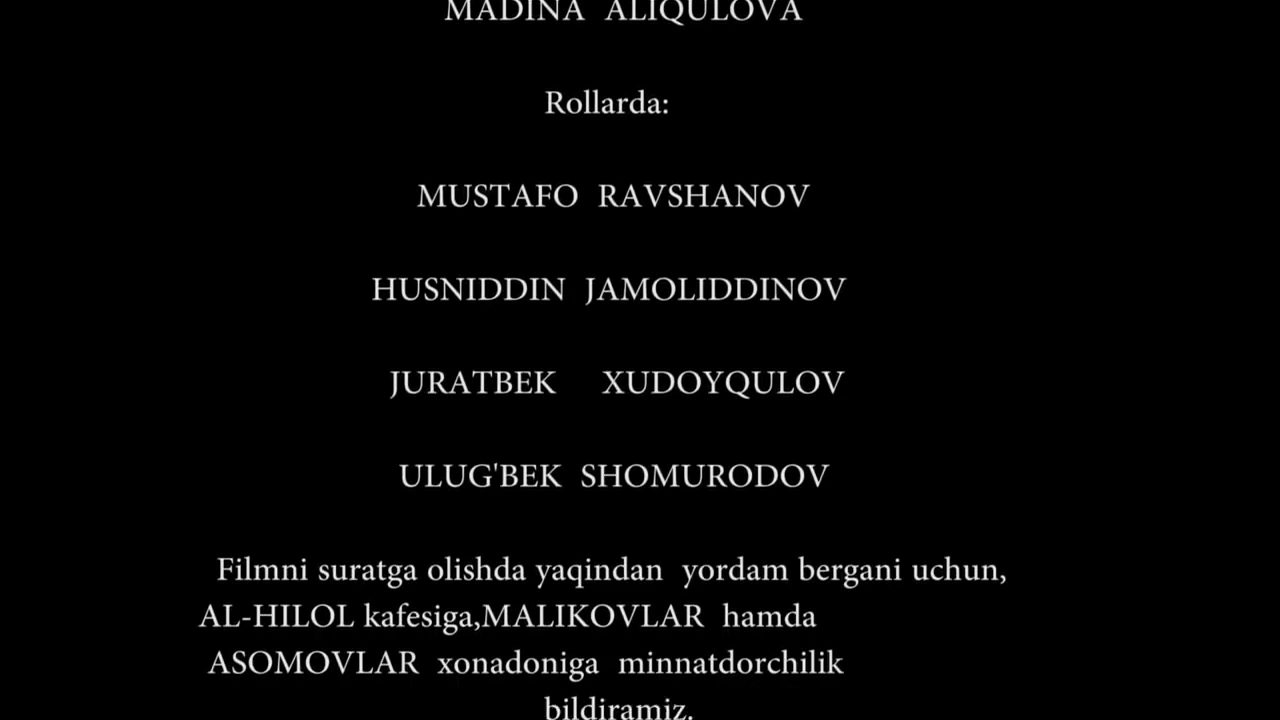 MADINA ALIQULOVA
Rollarda:
MUSTAFO RAVSHANOV
HUSNIDDIN JAMOLIDDINOV
JURATBEK XUDOYQULOV
ULUG'BEK SHOMURODOV
Filmni suratga olishda yaqindan yordam bergani uchun,
AL-HILOL kafesiga,MALIKOVLAR hamda
ASOMOVLAR xonadoniga minnatdorchilik
bildiramiz.